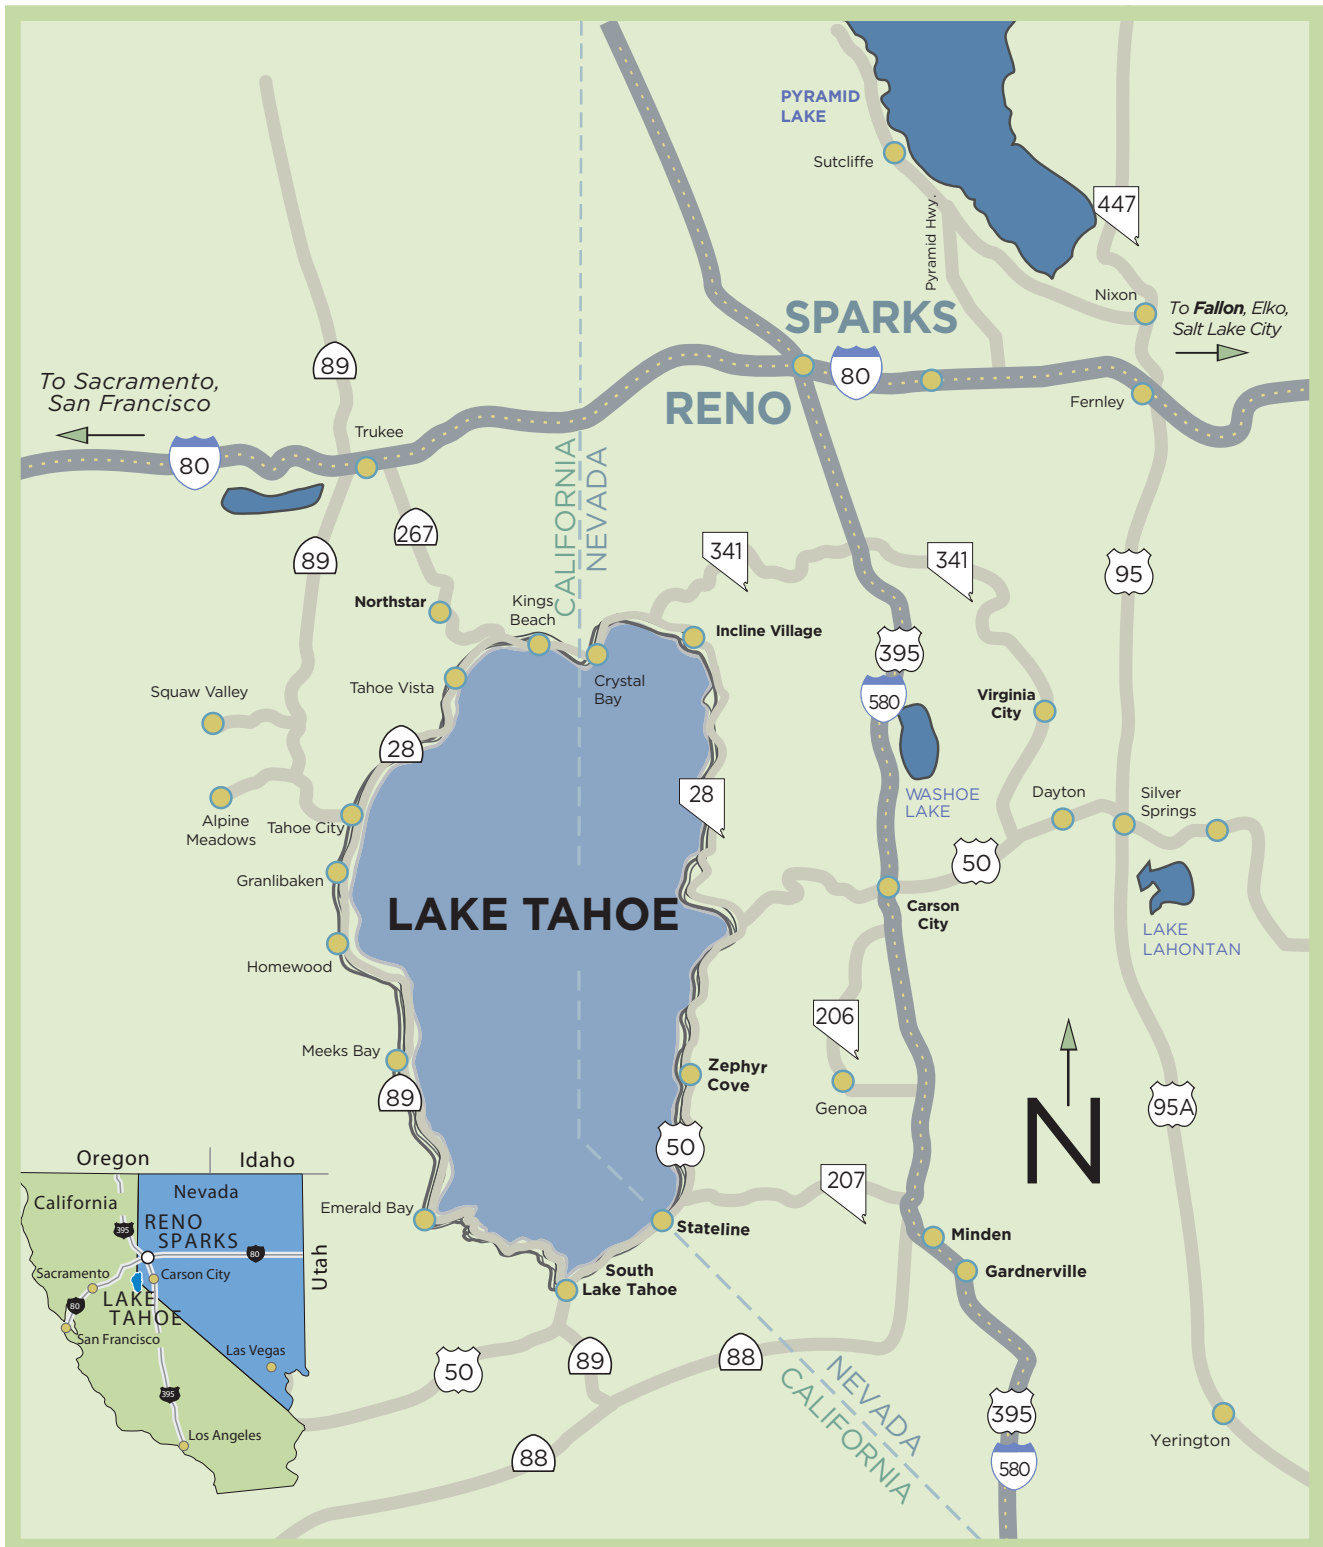 PYRAMID
LAKE
Sutcliffe
447
Pyramid Hwy.
Nixon
To Fallon, Elko,
Salt Lake City
SPARKS
89
80
To Sacramento,
San Francisco
RENO
Fernley
Trukee
80
CALIFORNIA
NEVADA
267
89
341
341
95
Northstar
Kings
Beach
Incline Village
395
Squaw Valley
Tahoe Vista
Crystal
Bay
580
Virginia
City
28
28
WASHOE
LAKE
Dayton
Silver
Springs
Alpine
Meadows
Tahoe City
50
Granlibaken
LAKE TAHOE
Carson
City
LAKE
LAHONTAN
Homewood
206
Meeks Bay
Zephyr
Cove
89
Genoa
95A
N
50
207
Emerald Bay
Stateline
Minden
Gardnerville
South
Lake Tahoe
50
89
88
NEVADA
CALIFORNIA
395
88
580
Yerington
Oregon
Idaho
California
Nevada
395
RENO
SPARKS
80
Utah
Sacramento
Carson City
80
LAKE
TAHOE
San Francisco
Las Vegas
395
Los Angeles